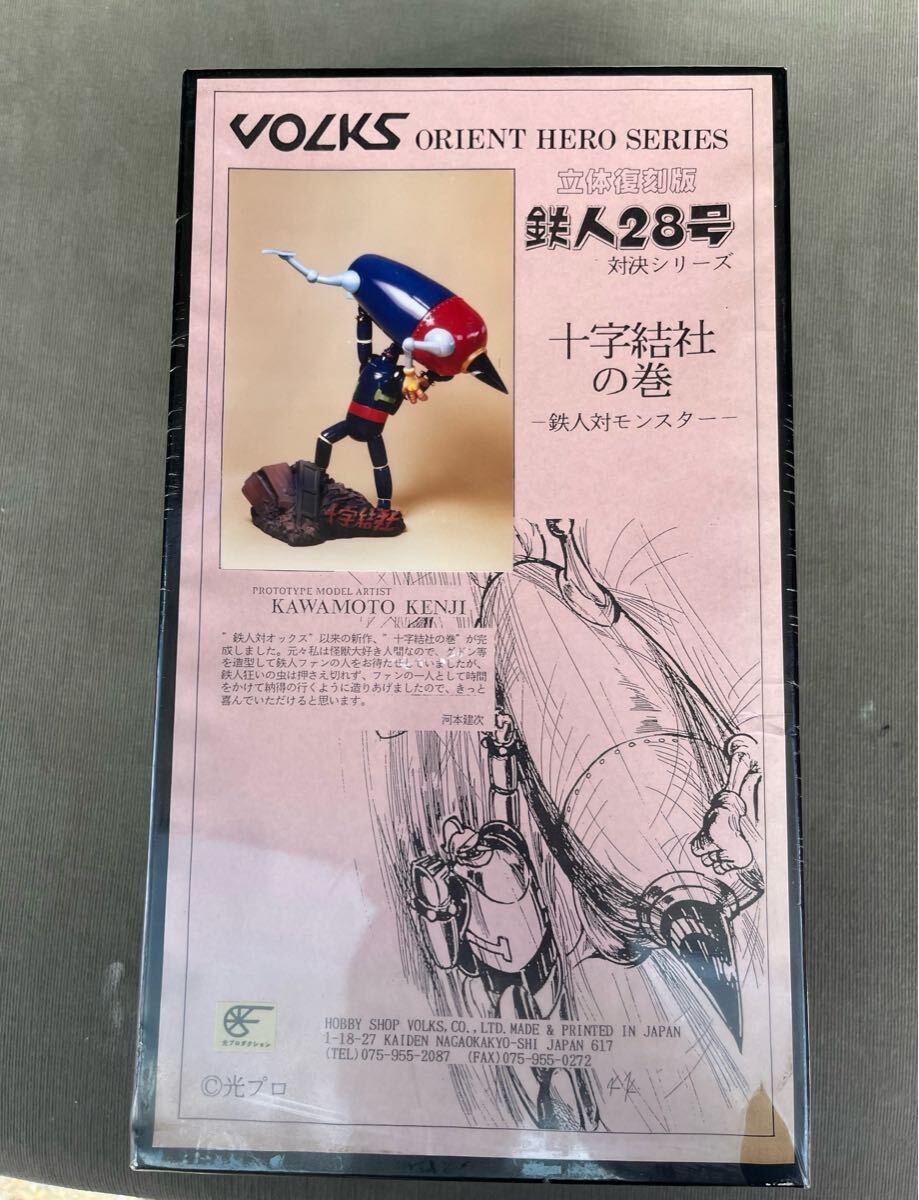 VOLKS ORIENT HERO SERIES
立体復刻版
鉄人28号
対決シリーズ
十字結社
の巻
－鉄人対モンスター－
十字結社
PROTOTYPE MODEL ARTIST
KAWAMOTO KENJI
"鉄人対オックス"以来の新作、"十字結社の巻"が完
成しました。元々私は怪獣大好き人間なので、グドン等
を造型して鉄人ファンの人をお待たせしていましたが、
鉄人狂いの虫は押さえ切れず、ファンの一人として時間
をかけて納得の行くように造りあげましたので、きっと
喜んでいただけると思います。
河本建次
光プロダクション
HOBBY SHOP VOLKS, CO., LTD. MADE & PRINTED IN JAPAN
1-18-27 KAIDEN NAGAOKAKYO-SHI JAPAN 617
(TEL)075-955-2087 (FAX)075-955-0272
©光プロ